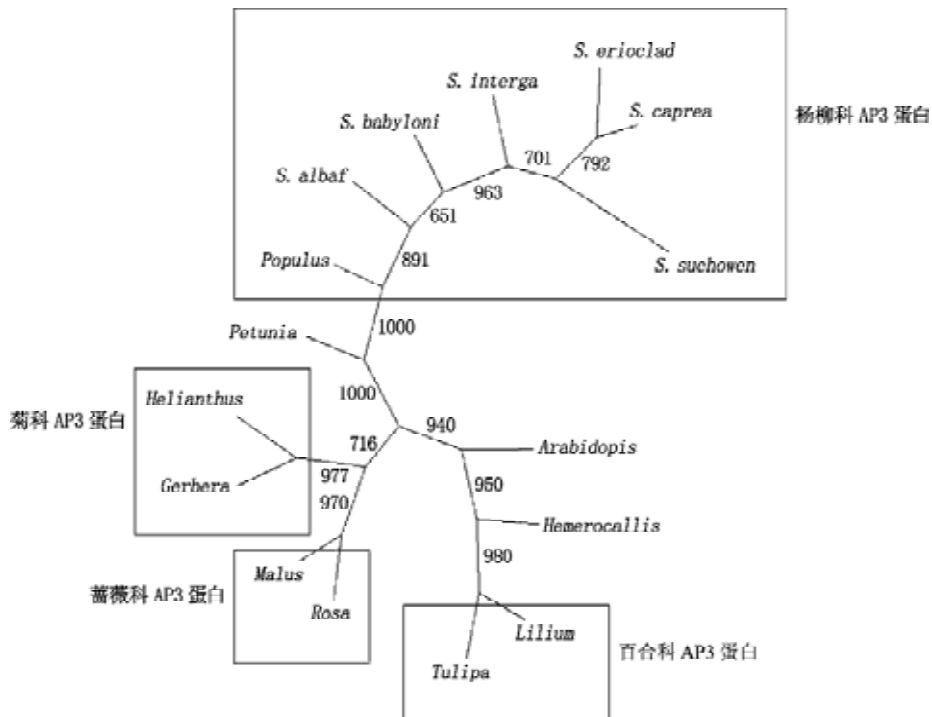 S. erioclad
S. interga
S. caprea
杨柳科 AP3 蛋白
S. babyloni
701
792
S. albaf
963
651
S. suchowen
Populus
891
1000
Petunia
1000
Helianthus
菊科 AP3 蛋白
940
716
Arabidopis
977
Gerbera
950
970
Hemerocallis
980
Malus
蔷薇科 AP3 蛋白
Rosa
Lilium
百合科 AP3 蛋白
Tulipa